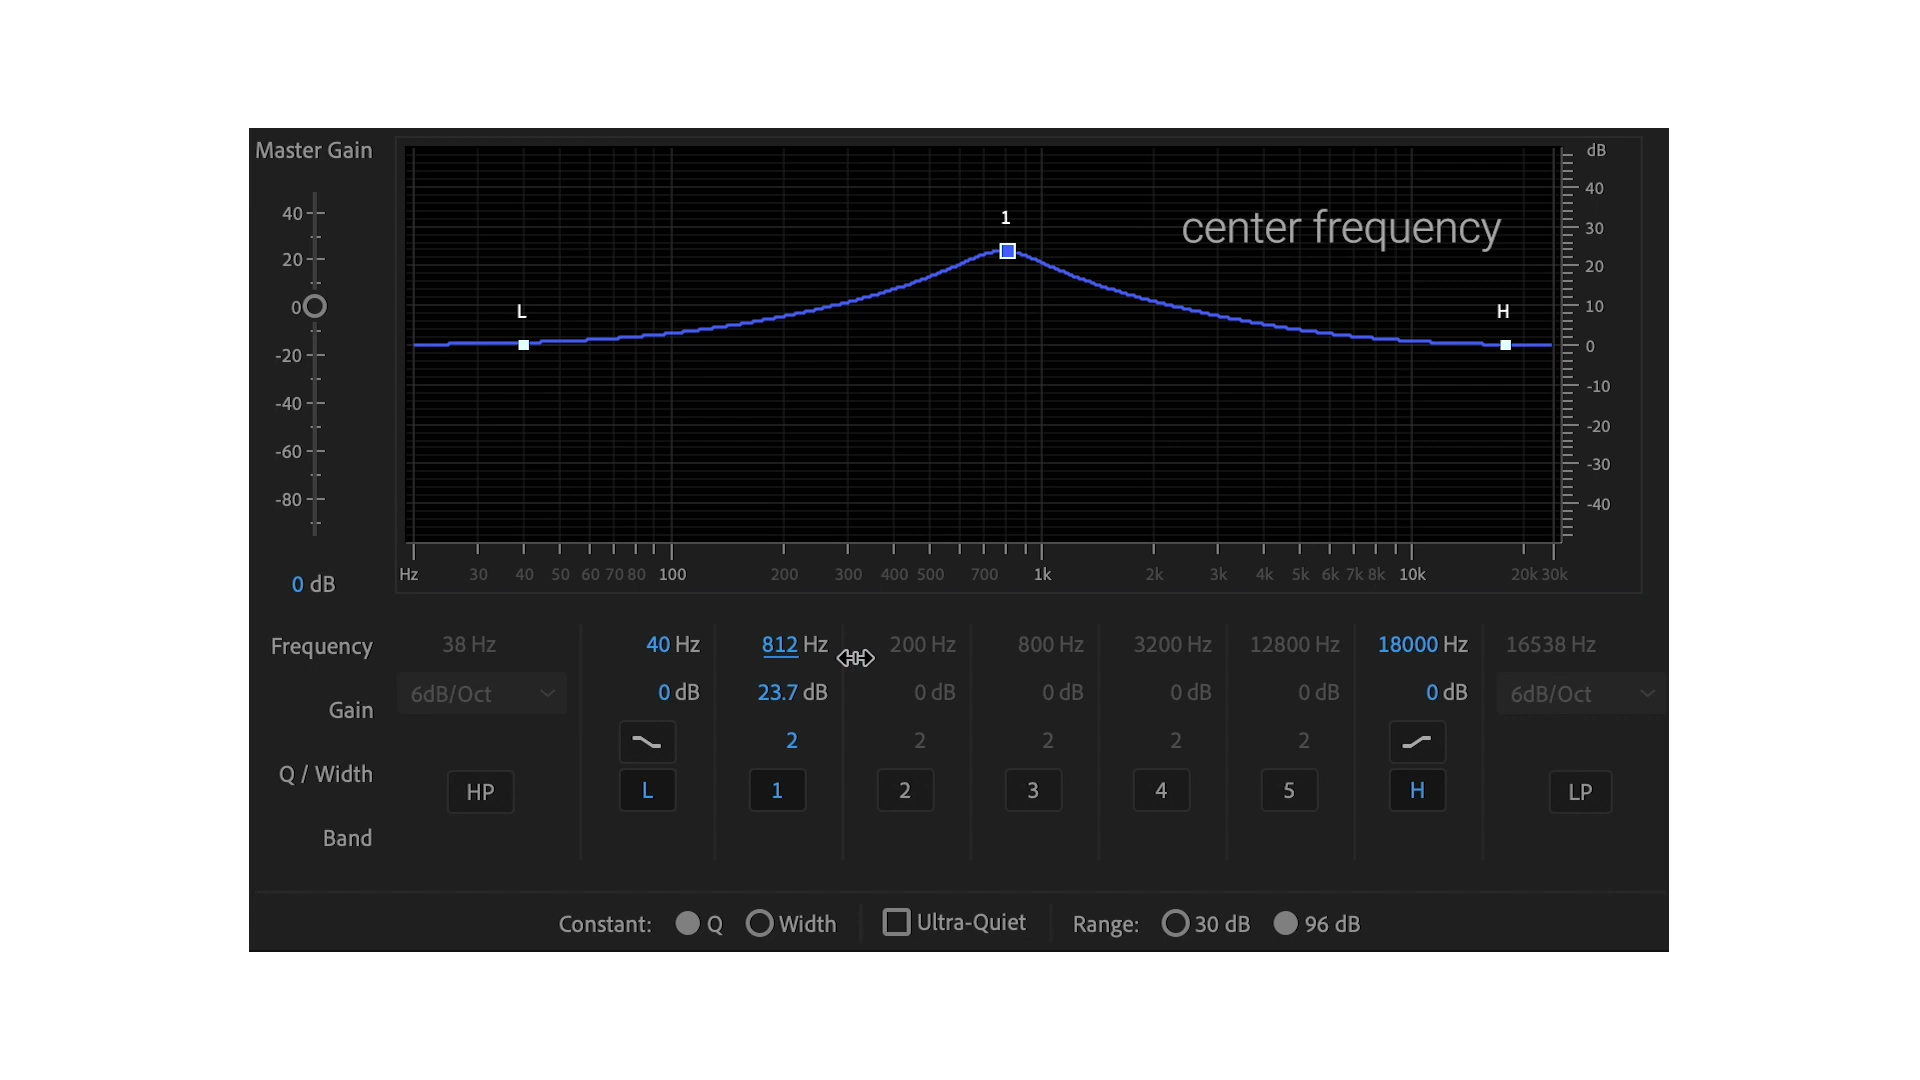 Master Gain
dB
40
30
20
10
0
-10
-20
-30
-40
40
20
0
-20
-40
-60
-80
0 dB
center frequency
L
1
H
Hz 30 40 50 60 70 80 100 200 300 400 500 700 1k 2k 3k 4k 5k 6k 7k 8k 10k 20k 30k
Frequency 38 Hz 40 Hz 812 Hz 200 Hz 800 Hz 3200 Hz 12800 Hz 18000 Hz 16538 Hz
Gain 6dB/Oct 0 dB 23.7 dB 0 dB 0 dB 0 dB 0 dB 0 dB 6dB/Oct
Q / Width 2 2 2 2 2
Band HP L 1 2 3 4 5 H LP
Constant: Q Width Ultra-Quiet Range: 30 dB 96 dB